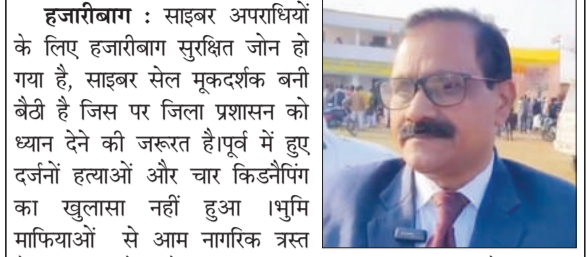 हजारीबाग : साइबर अपराधियों
के लिए हजारीबाग सुरक्षित जोन हो
गया है, साइबर सेल मूकदर्शक बनी
बैठी है जिस पर जिला प्रशासन को
ध्यान देने की जरूरत है।पूर्व में हुए
दर्जनों हत्याओं और चार किडनैपिंग
का खुलासा नहीं हुआ ।भुमि
माफियाओं से आम नागरिक त्रस्त